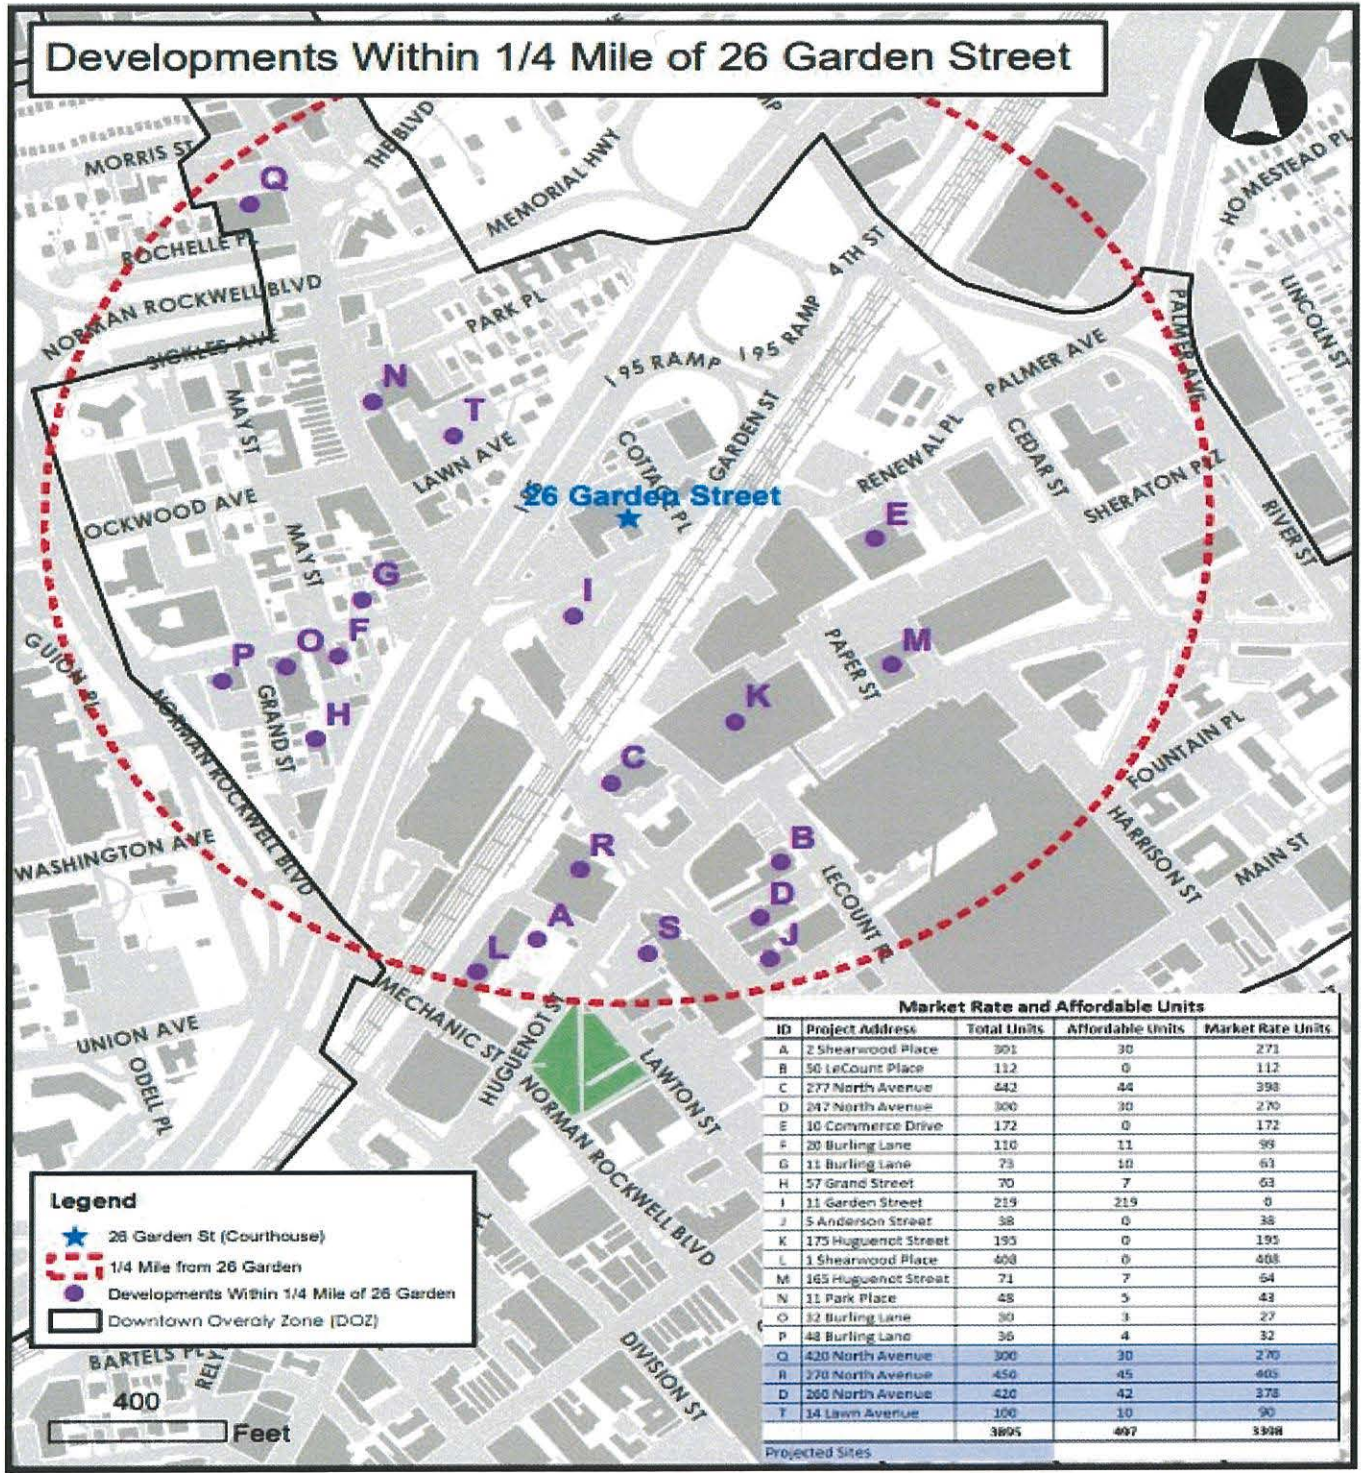 Developments Within 1/4 Mile of 26 Garden Street
MORRIS ST
THE BLVD
MEMORIAL HWY
HOMESTEAD PL
Q
ROCHELLE PL
NORMAN ROCKWELL BLVD
SICKLES AVE
PARK PL
4 TH ST
I 95 RAMP
I 95 RAMP
LINCOLN ST
PALMER AVE
PALMER AVE
N
T
MAY ST
LAWN AVE
COTTAGE PL
GARDEN ST
RENEWAL PL
CEDAR ST
SHERATON PLZ
RIVER ST
26 Garden Street
OCKWOOD AVE
MAY ST
E
G
I
F
O
P
H
GUION PL
GRAND ST
NORMAN ROCKWELL BLVD
PAPER ST
M
K
C
FOUNTAIN PL
HARRISON ST
MAIN ST
WASHINGTON AVE
R
B
D
LECOUNT PL
A
S
J
L
MECHANIC ST
HUGUENOT ST
UNION AVE
ODELL PL
LAWTON ST
NORMAN ROCKWELL BLVD
DIVISION ST
BARTELS PL
Legend
26 Garden St (Courthouse)
1/4 Mile from 26 Garden
Developments Within 1/4 Mile of 26 Garden
Downtown Overaly Zone (DOZ)
400
Feet
Market Rate and Affordable Units
ID Project Address Total Units Affordable Units Market Rate Units
A 2 Shearwood Place 301 30 271
B 50 LeCount Place 112 0 112
C 277 North Avenue 442 44 398
D 247 North Avenue 300 30 270
E 10 Commerce Drive 172 0 172
F 20 Burling Lane 110 11 99
G 11 Burling Lane 73 10 63
H 57 Grand Street 70 7 63
I 11 Garden Street 219 219 0
J 5 Anderson Street 38 0 38
K 175 Huguenot Street 195 0 195
L 1 Shearwood Place 408 0 408
M 165 Huguenot Street 71 7 64
N 11 Park Place 48 5 43
O 32 Burling Lane 30 3 27
P 48 Burling Lane 36 4 32
Q 420 North Avenue 300 30 270
R 270 North Avenue 450 45 405
D 260 North Avenue 420 42 378
T 14 Lawn Avenue 100 10 90
3895 497 3398
Projected Sites